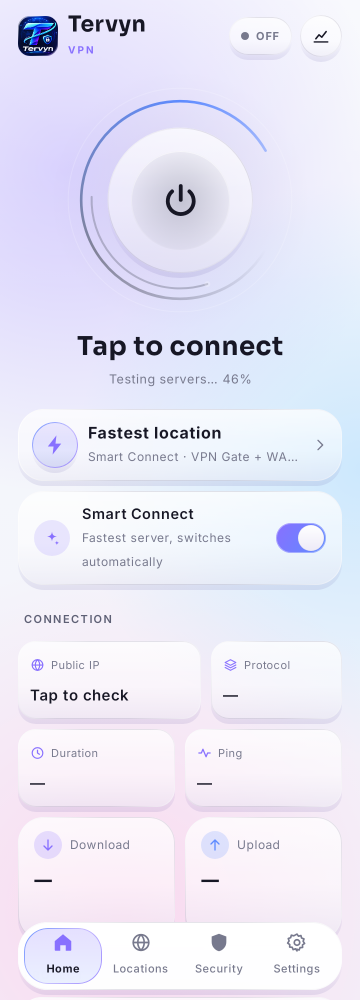 Tervyn
Tervyn
VPN
OFF
Tap to connect
Testing servers... 46%
Fastest location
Smart Connect · VPN Gate + WA...
Smart Connect
Fastest server, switches
automatically
CONNECTION
Public IP
Tap to check
Protocol
—
Duration
—
Ping
—
Download
—
Upload
—
Home
Locations
Security
Settings